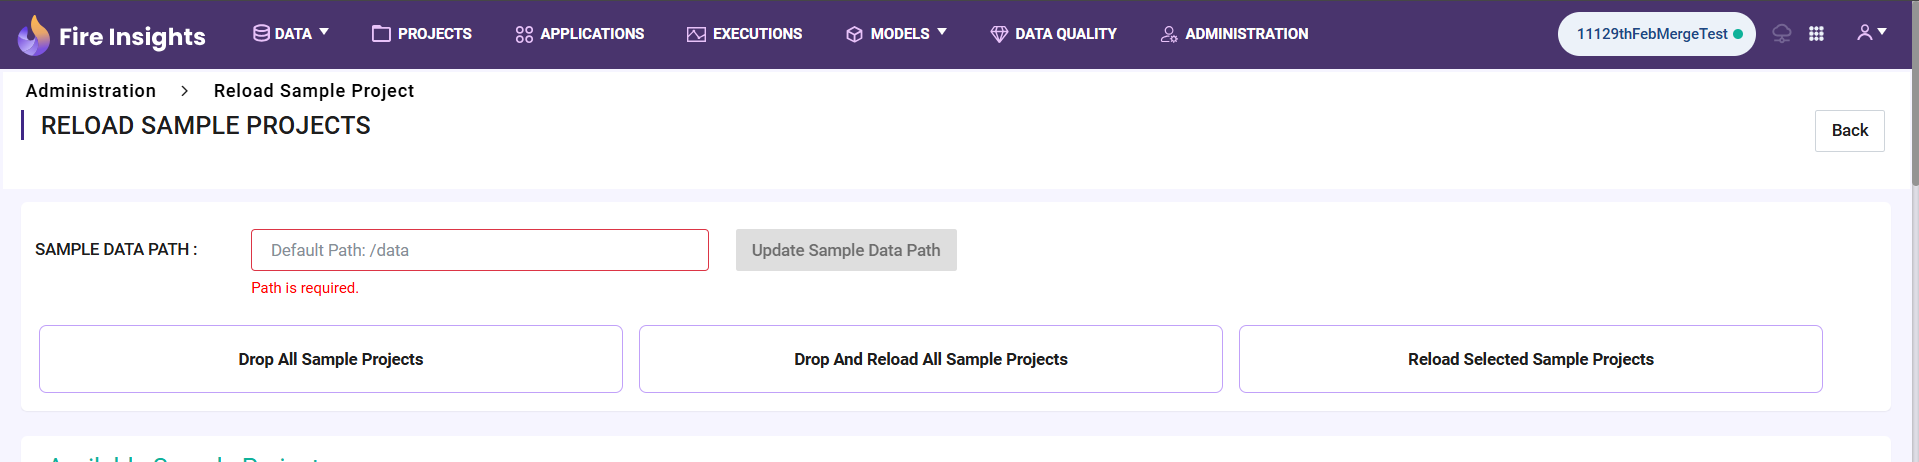 Fire Insights DATA PROJECTS APPLICATIONS EXECUTIONS MODELS DATA QUALITY ADMINISTRATION 11129thFebMergeTest
Administration > Reload Sample Project
RELOAD SAMPLE PROJECTS
Back
SAMPLE DATA PATH : Default Path: /data Update Sample Data Path
Path is required.
Drop All Sample Projects Drop And Reload All Sample Projects Reload Selected Sample Projects